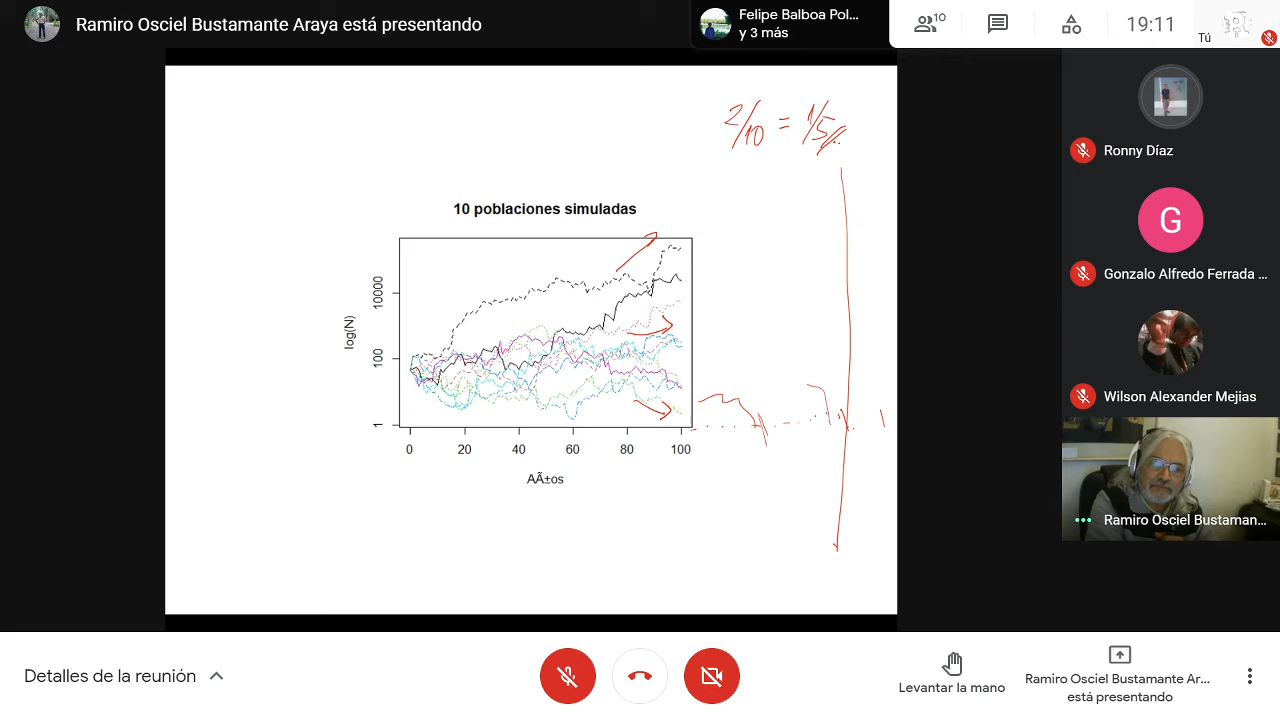 Ramiro Osciel Bustamante Araya está presentando
Felipe Balboa Pol...
y 3 más
10
19:11
Tú
2/10 = 1/5
Ronny Díaz
10 poblaciones simuladas
G
Gonzalo Alfredo Ferrada ...
log(N)
10000
100
1
0 20 40 60 80 100
AÃ±os
Wilson Alexander Mejias
Ramiro Osciel Bustaman...
Detalles de la reunión
Levantar la mano
Ramiro Osciel Bustamante Ar...
está presentando